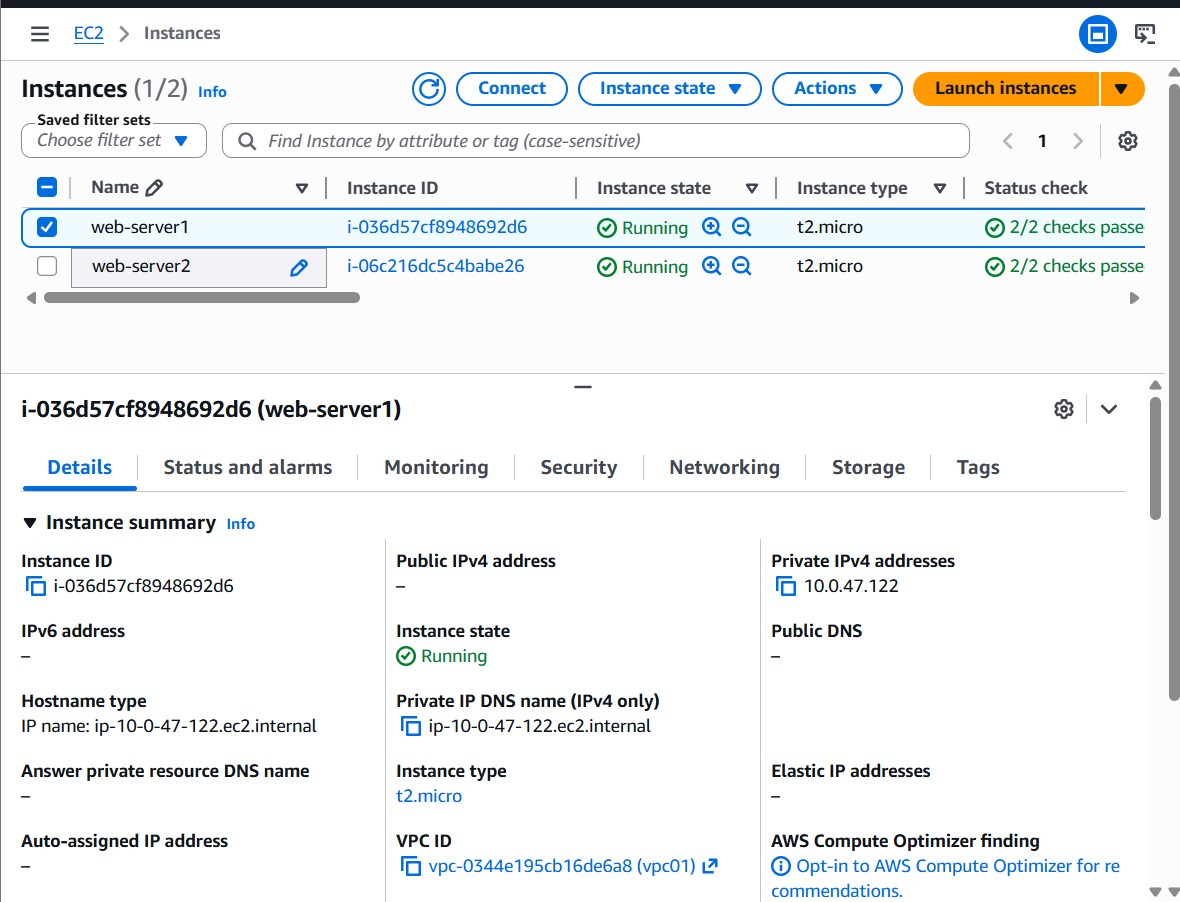 EC2 > Instances
Instances (1/2) Info
Connect
Instance state
Actions
Launch instances
Saved filter sets
Choose filter set
Find Instance by attribute or tag (case-sensitive)
1
Name Instance ID Instance state Instance type Status check
web-server1 i-036d57cf8948692d6 Running t2.micro 2/2 checks passe
web-server2 i-06c216dc5c4babe26 Running t2.micro 2/2 checks passe
i-036d57cf8948692d6 (web-server1)
Details Status and alarms Monitoring Security Networking Storage Tags
Instance summary Info
Instance ID
i-036d57cf8948692d6
Public IPv4 address
–
Private IPv4 addresses
10.0.47.122
IPv6 address
–
Instance state
Running
Public DNS
–
Hostname type
IP name: ip-10-0-47-122.ec2.internal
Private IP DNS name (IPv4 only)
ip-10-0-47-122.ec2.internal
Answer private resource DNS name
–
Instance type
t2.micro
Elastic IP addresses
–
Auto-assigned IP address
–
VPC ID
vpc-0344e195cb16de6a8 (vpc01)
AWS Compute Optimizer finding
Opt-in to AWS Compute Optimizer for re
commendations.